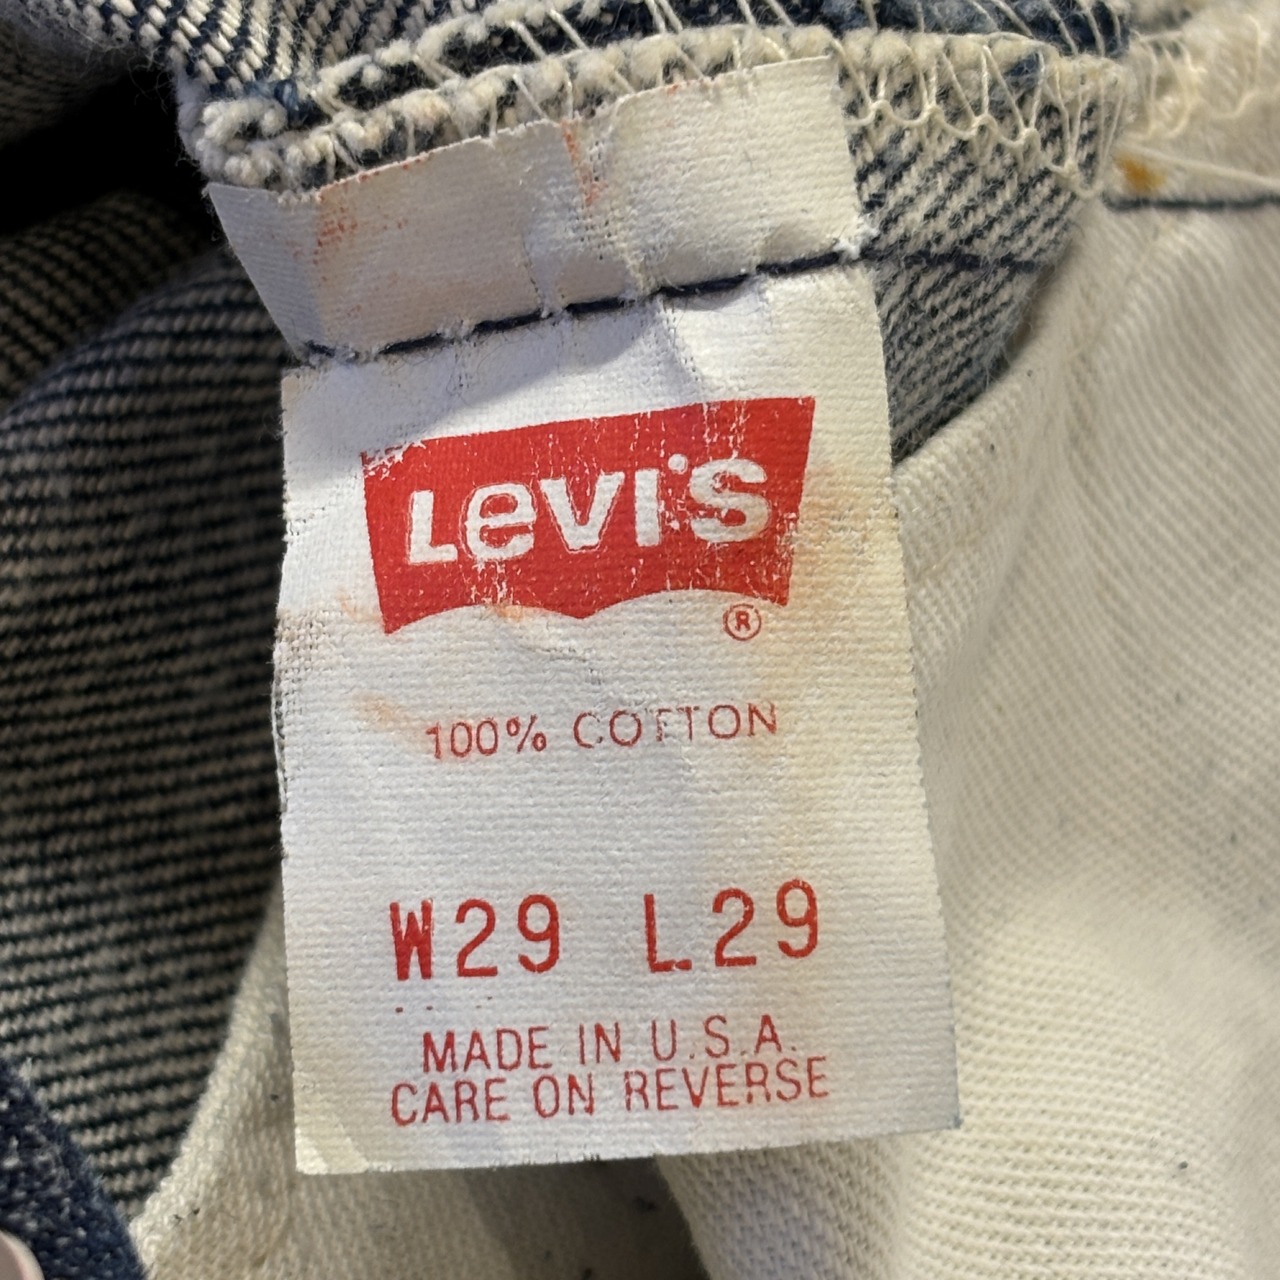 LEVI'S
®
100% COTTON
W29 L29
MADE IN U.S.A.
CARE ON REVERSE